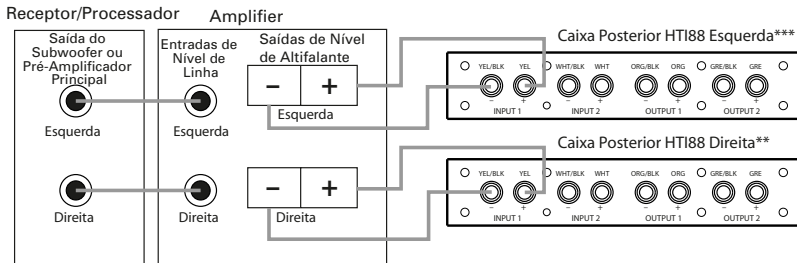 Receptor/Processador
Amplifier
Saída do
Subwoofer ou
Pré-Amplificador
Principal
Esquerda
Direita
Entradas de
Nível de
Linha
Esquerda
Direita
Saídas de Nível
de Altifalante
– +
Esquerda
– +
Direita
Caixa Posterior HTI88 Esquerda***
YEL/BLK YEL WHT/BLK WHT ORG/BLK ORG GRE/BLK GRE
– + – + – + – +
INPUT 1 INPUT 2 OUTPUT 1 OUTPUT 2
Caixa Posterior HTI88 Direita**
YEL/BLK YEL WHT/BLK WHT ORG/BLK ORG GRE/BLK GRE
– + – + – + – +
INPUT 1 INPUT 2 OUTPUT 1 OUTPUT 2